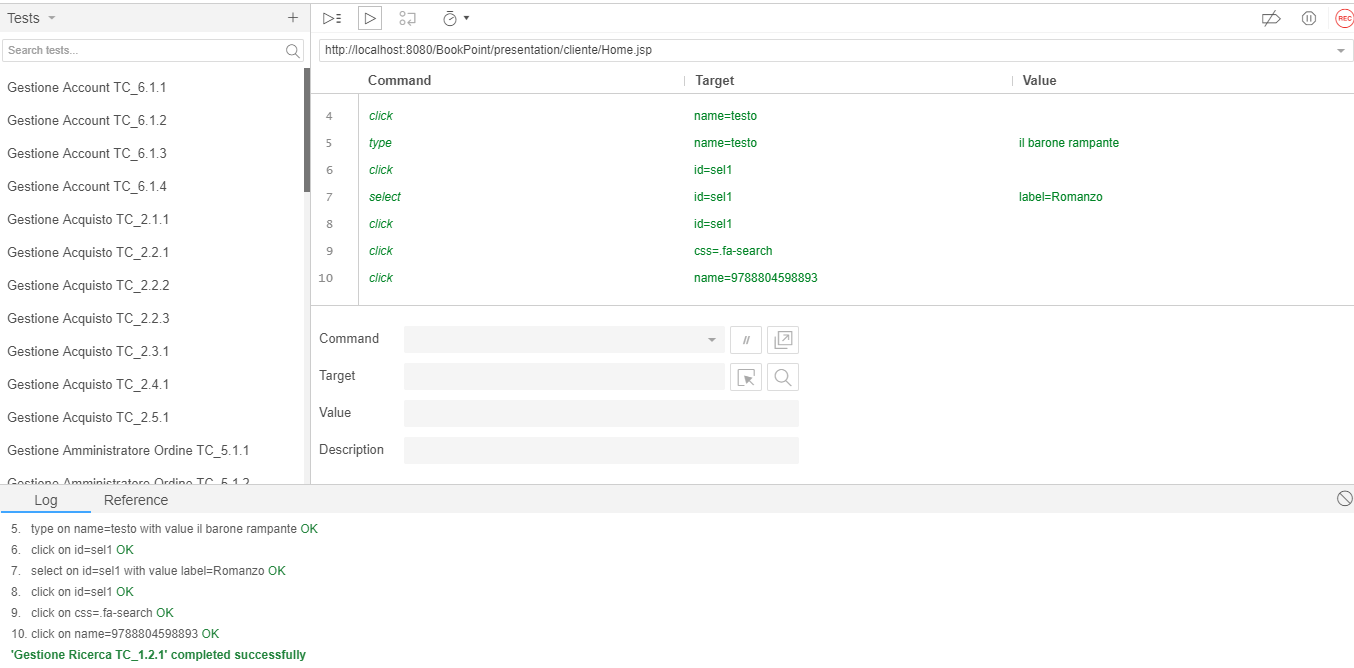 Tests
+
REC
Search tests...
http://localhost:8080/BookPoint/presentation/cliente/Home.jsp
Gestione Account TC_6.1.1
Gestione Account TC_6.1.2
Gestione Account TC_6.1.3
Gestione Account TC_6.1.4
Gestione Acquisto TC_2.1.1
Gestione Acquisto TC_2.2.1
Gestione Acquisto TC_2.2.2
Gestione Acquisto TC_2.2.3
Gestione Acquisto TC_2.3.1
Gestione Acquisto TC_2.4.1
Gestione Acquisto TC_2.5.1
Gestione Amministratore Ordine TC_5.1.1
Gestione Amministratore Ordine TC_5.1.2
Command Target Value
4 click name=testo
5 type name=testo il barone rampante
6 click id=sel1
7 select id=sel1 label=Romanzo
8 click id=sel1
9 click css=.fa-search
10 click name=9788804598893
Command //
Target
Value
Description
Log Reference
5. type on name=testo with value il barone rampante OK
6. click on id=sel1 OK
7. select on id=sel1 with value label=Romanzo OK
8. click on id=sel1 OK
9. click on css=.fa-search OK
10. click on name=9788804598893 OK
'Gestione Ricerca TC_1.2.1' completed successfully